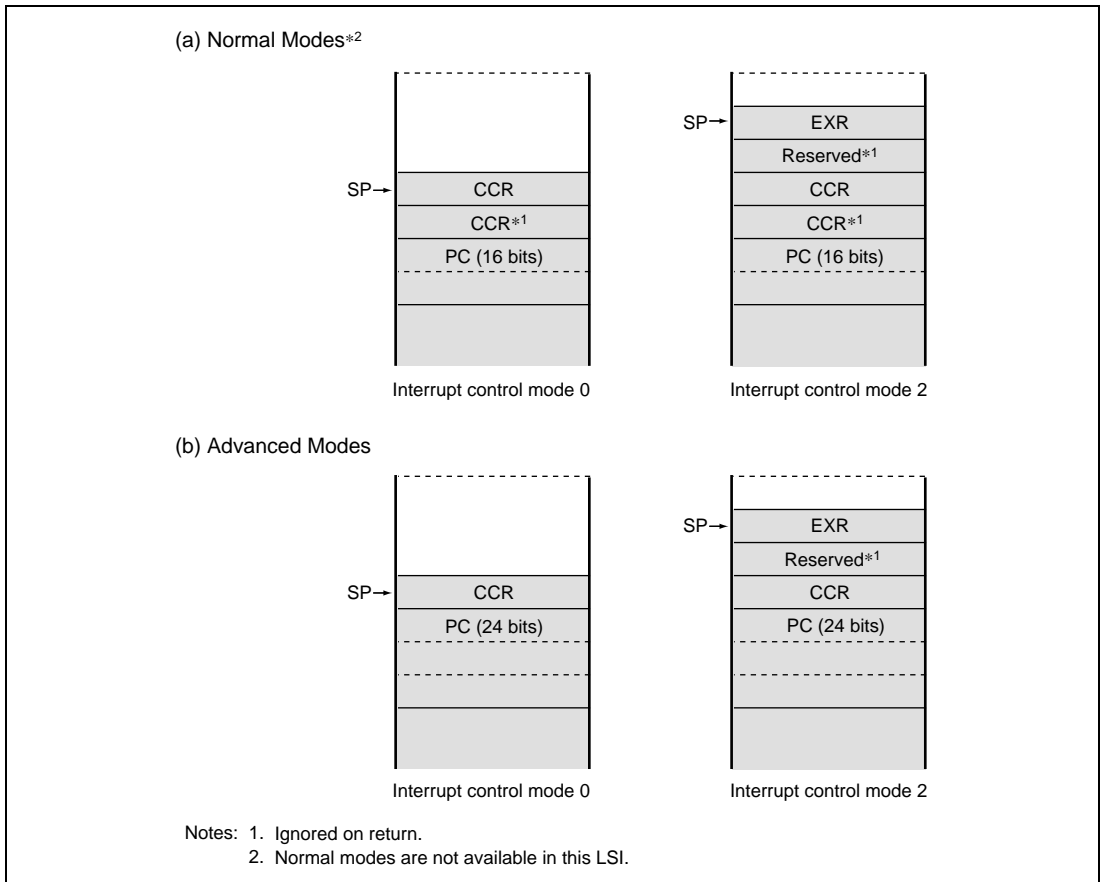 (a) Normal Modes*2
SP→
CCR
CCR*1
PC (16 bits)
Interrupt control mode 0
SP→
EXR
Reserved*1
CCR
CCR*1
PC (16 bits)
Interrupt control mode 2
(b) Advanced Modes
SP→
CCR
PC (24 bits)
Interrupt control mode 0
SP→
EXR
Reserved*1
CCR
PC (24 bits)
Interrupt control mode 2
Notes: 1. Ignored on return.
2. Normal modes are not available in this LSI.